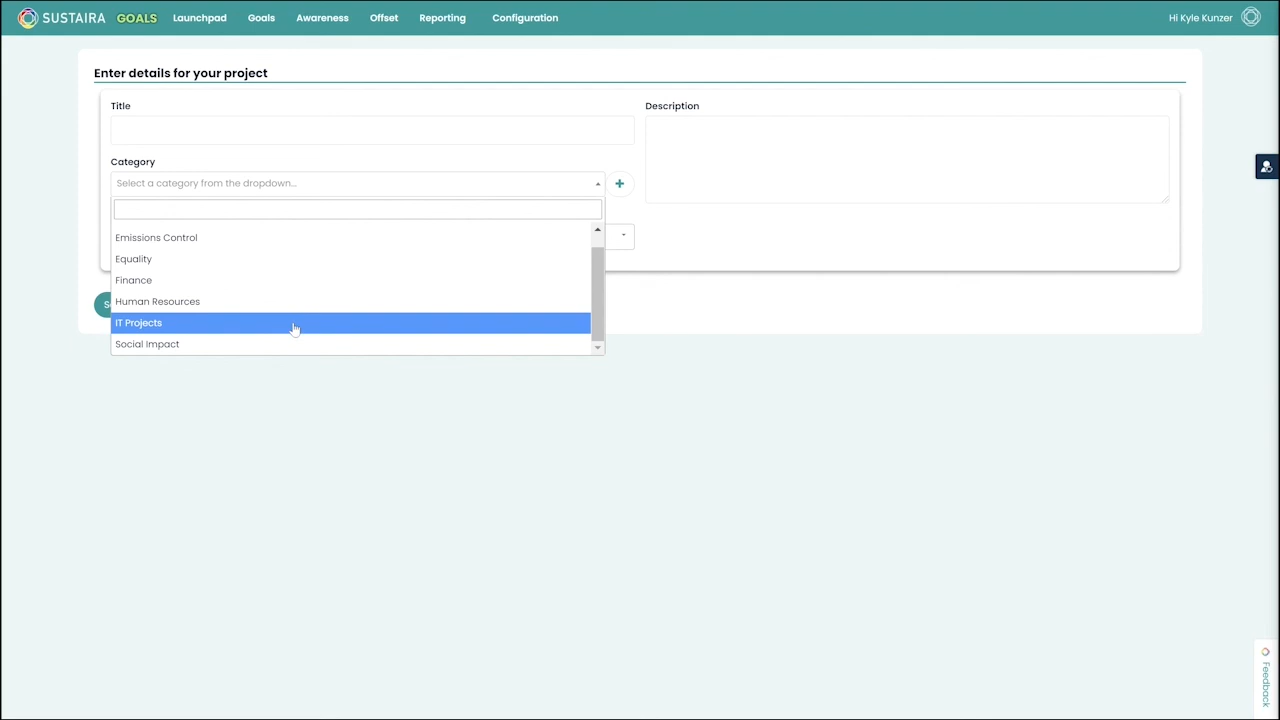 SUSTAIRA GOALS Launchpad Goals Awareness Offset Reporting Configuration Hi Kyle Kunzer
Enter details for your project
Title Description
Category
Select a category from the dropdown...
Emissions Control
Equality
Finance
Human Resources
IT Projects
Social Impact
Feedback